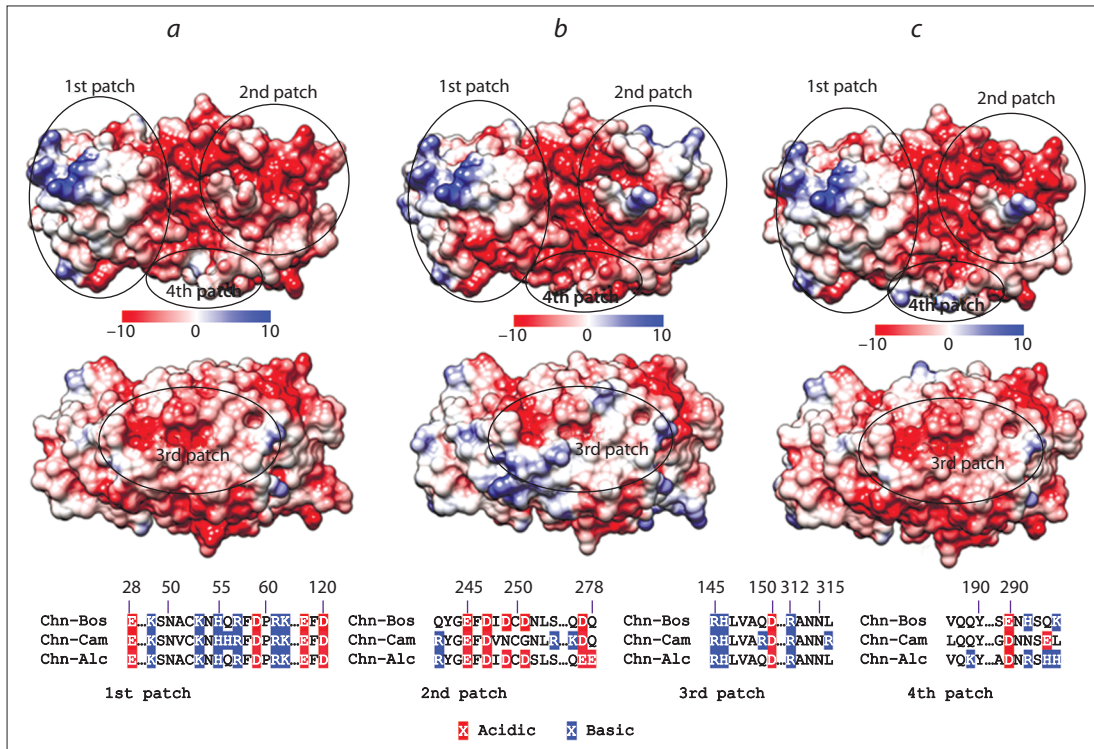 a b c
1st patch 2nd patch 1st patch 2nd patch 1st patch 2nd patch
4th patch 4th patch 4th patch
−10 0 10 −10 0 10 −10 0 10
3rd patch 3rd patch 3rd patch
28 50 55 60 120 245 250 278 145 150 312 315 190 290
Chn-Bos E…KSNACKNHQRFDPRK…EFD Chn-Bos QYGEFDIDCDNLS…QDQ Chn-Bos RHLVAQD…RANNL Chn-Bos VQQY…SENHSQK
Chn-Cam E…KSNVCKNHHRFDPRK…EFD Chn-Cam RYGEFDVNCGNLR…KDQ Chn-Cam RHLVARD…RANNR Chn-Cam LQQY…GDNNSEL
Chn-Alc E…KSNACKNHQRFDPRK…EFD Chn-Alc RYGEFDIDCDSLS…QEE Chn-Alc RHLVAQD…RANNL Chn-Alc VQKY…ADNRSHH
1st patch 2nd patch 3rd patch 4th patch
X Acidic X Basic